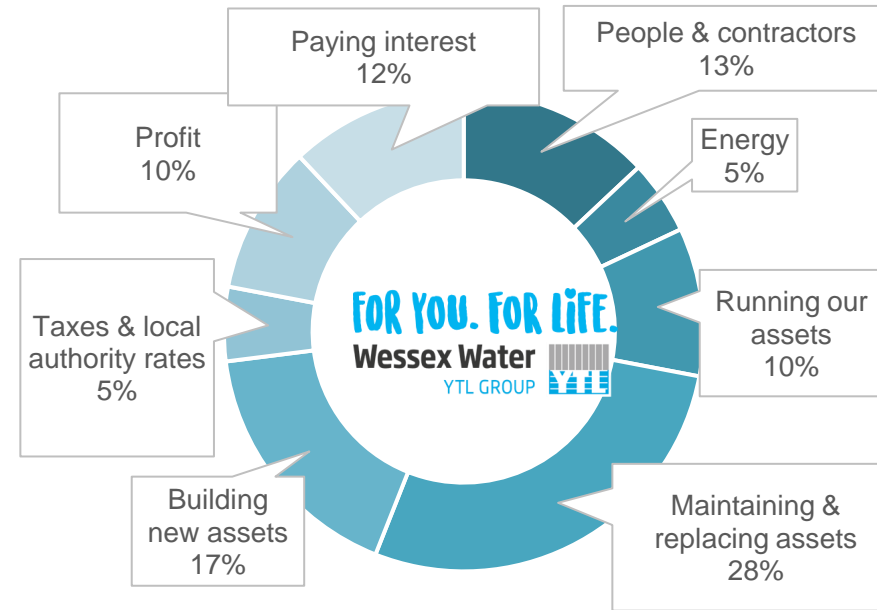 Paying interest
12%
People & contractors
13%
Profit
10%
Energy
5%
Taxes & local
authority rates
5%
Running our
assets
10%
FOR YOU. FOR LiFE.
Wessex Water
YTL GROUP
YTL
Building
new assets
17%
Maintaining &
replacing assets
28%